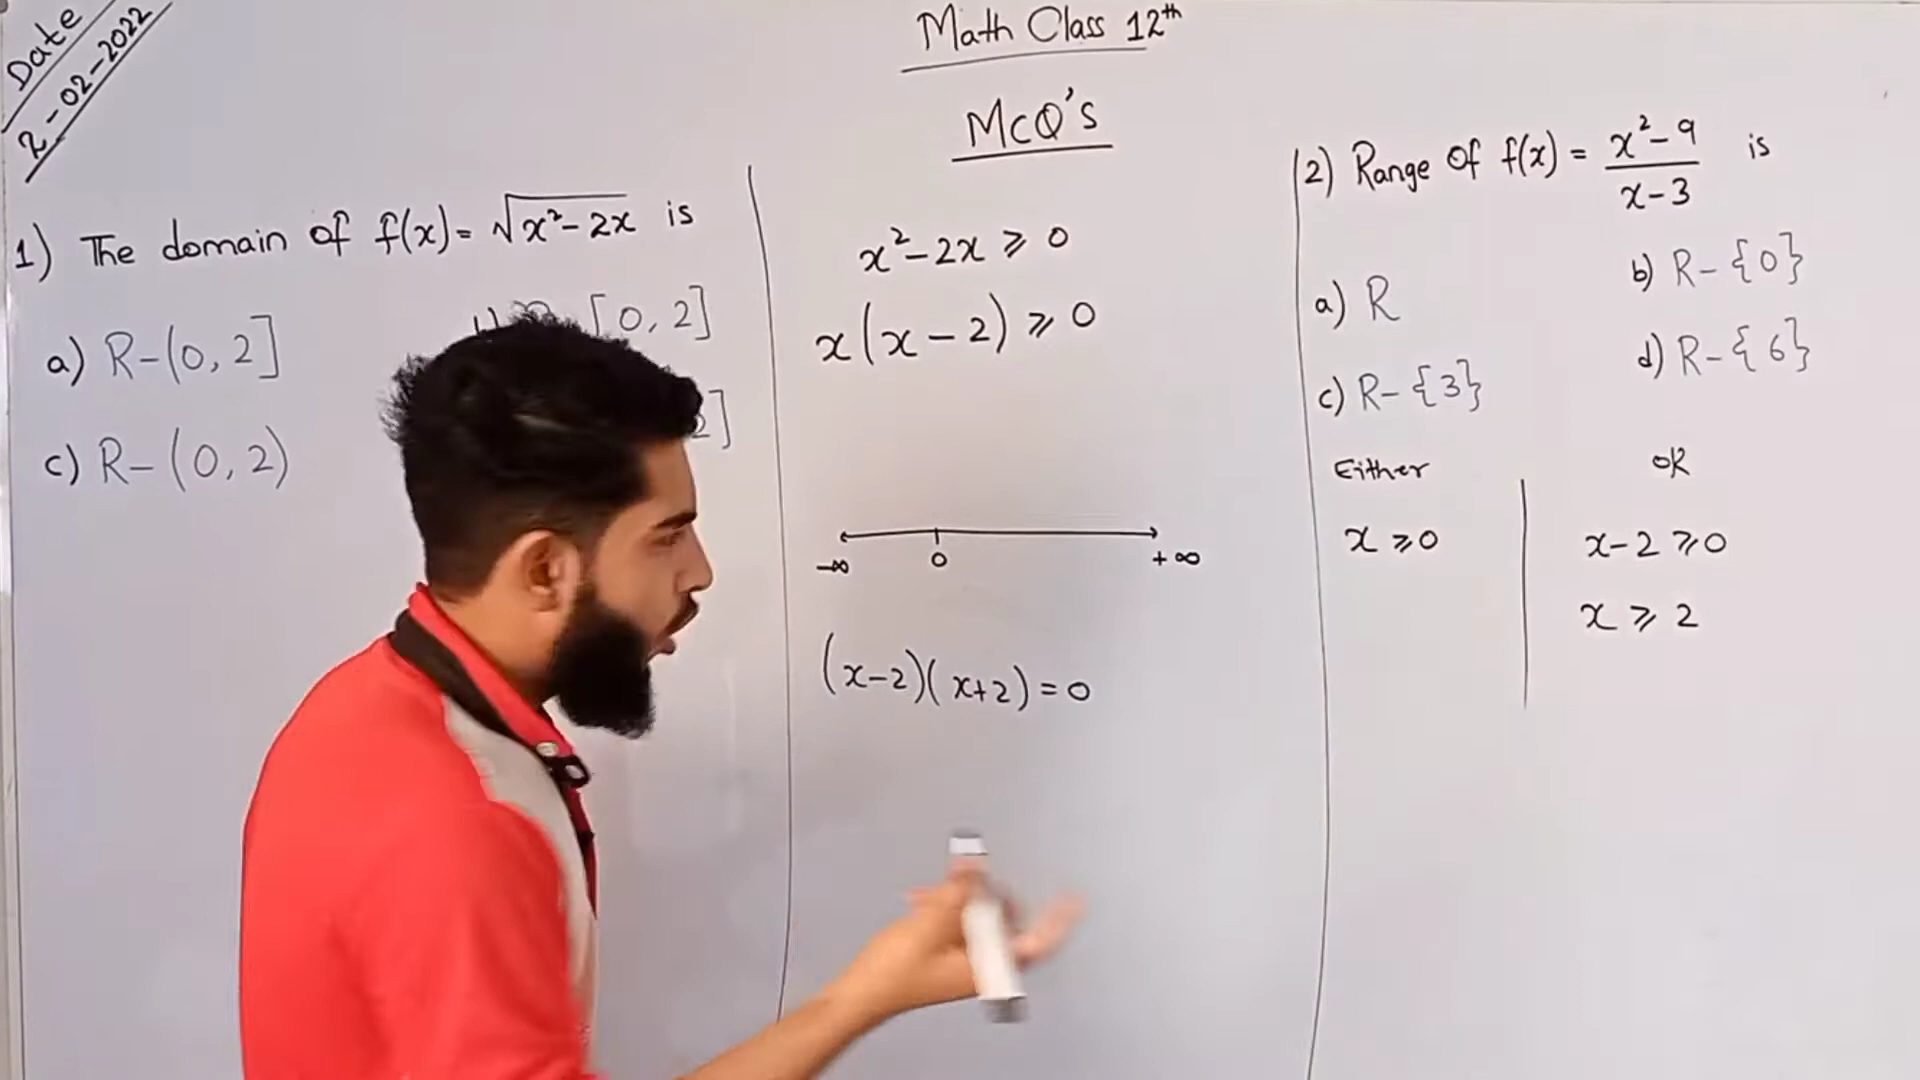 Date
2-02-2022
Math Class 12th
McQ's
1) The domain of f(x) = √x²-2x is
a) R-(0, 2]
[0, 2]
c) R-(0, 2)
2]
x²-2x ⩾ 0
x(x-2) ⩾ 0
-∞ 0 +∞
(x-2)(x+2) = 0
2) Range of f(x) = x²-9 / x-3 is
a) R
b) R-{0}
c) R-{3}
d) R-{6}
Either
OR
x ⩾ 0
x-2 ⩾ 0
x ⩾ 2